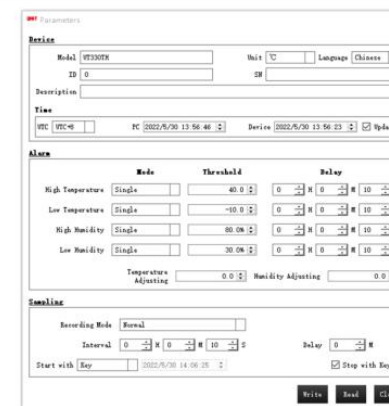 Parameters
Device
Model VT330TH Unit ℃ Language Chinese
ID 0 SN
Description
Time
UTC UTC+8 PC 2022/5/30 13:56:46 Device 2022/5/30 13:56:23
Alarm
Mode Threshold Delay
High Temperature Single 40.0 0 H 0 M 10
Low Temperature Single -10.0 0 H 0 M 10
High Humidity Single 80.0% 0 H 0 M 10
Low Humidity Single 30.0% 0 H 0 M 10
Temperature Adjusting 0.0 Humidity Adjusting 0.0
Sampling
Recording Mode Normal
Interval 0 H 0 M 10 S Delay 0 M
Start with Key 2022/5/30 14:06:25 Stop with Key
Write Read